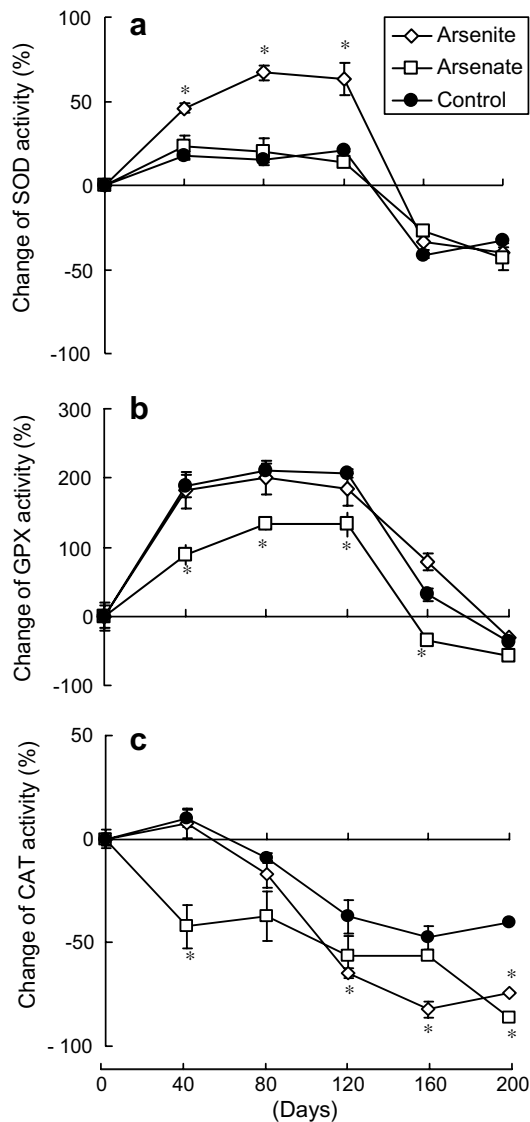 a
Arsenite
Arsenate
Control
Change of SOD activity (%)
100
50
0
-50
-100
*
*
*
b
Change of GPX activity (%)
300
200
100
0
-100
*
*
*
*
c
Change of CAT activity (%)
50
0
-50
-100
*
*
*
*
*
0 40 80 120 160 200
(Days)